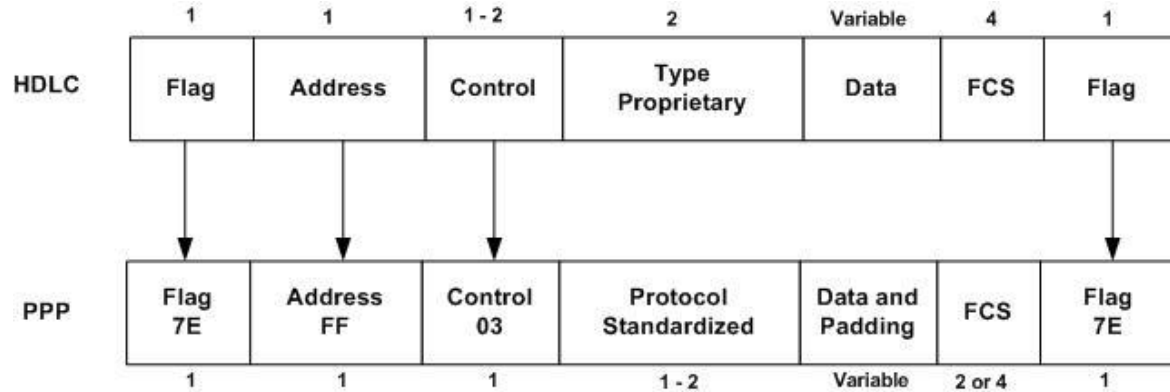 1 1 1 - 2 2 Variable 4 1
HDLC Flag Address Control Type Proprietary Data FCS Flag
PPP Flag 7E Address FF Control 03 Protocol Standardized Data and Padding FCS Flag 7E
1 1 1 1 - 2 Variable 2 or 4 1